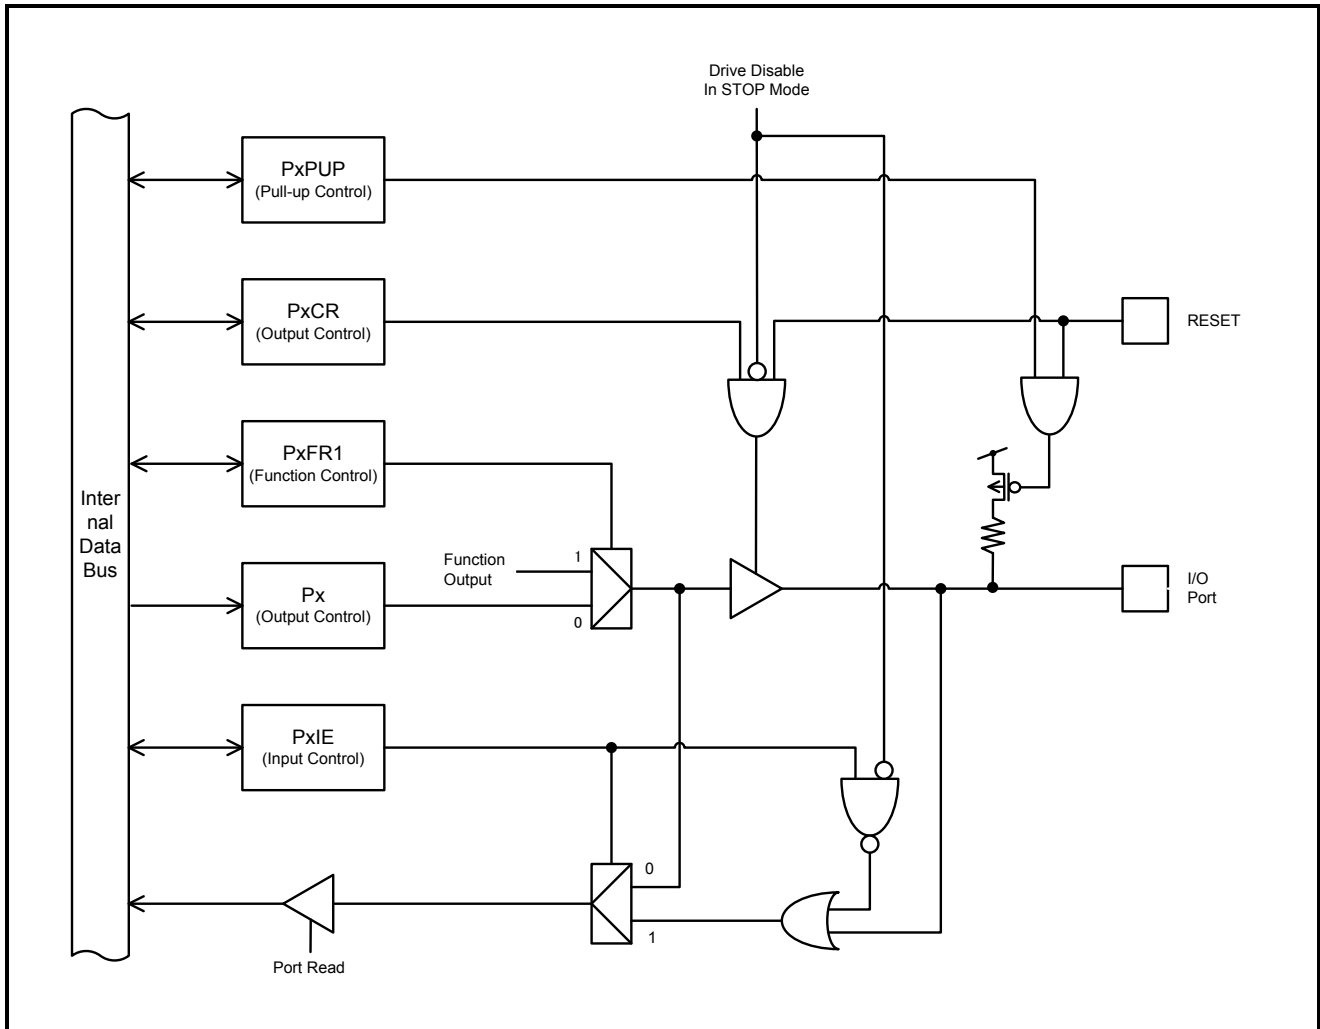 Drive Disable
In STOP Mode
PxPUP
(Pull-up Control)
PxCR
(Output Control)
RESET
PxFR1
(Function Control)
Inter
nal
Data
Bus
Function
Output
1
0
Px
(Output Control)
I/O
Port
PxIE
(Input Control)
0
1
Port Read